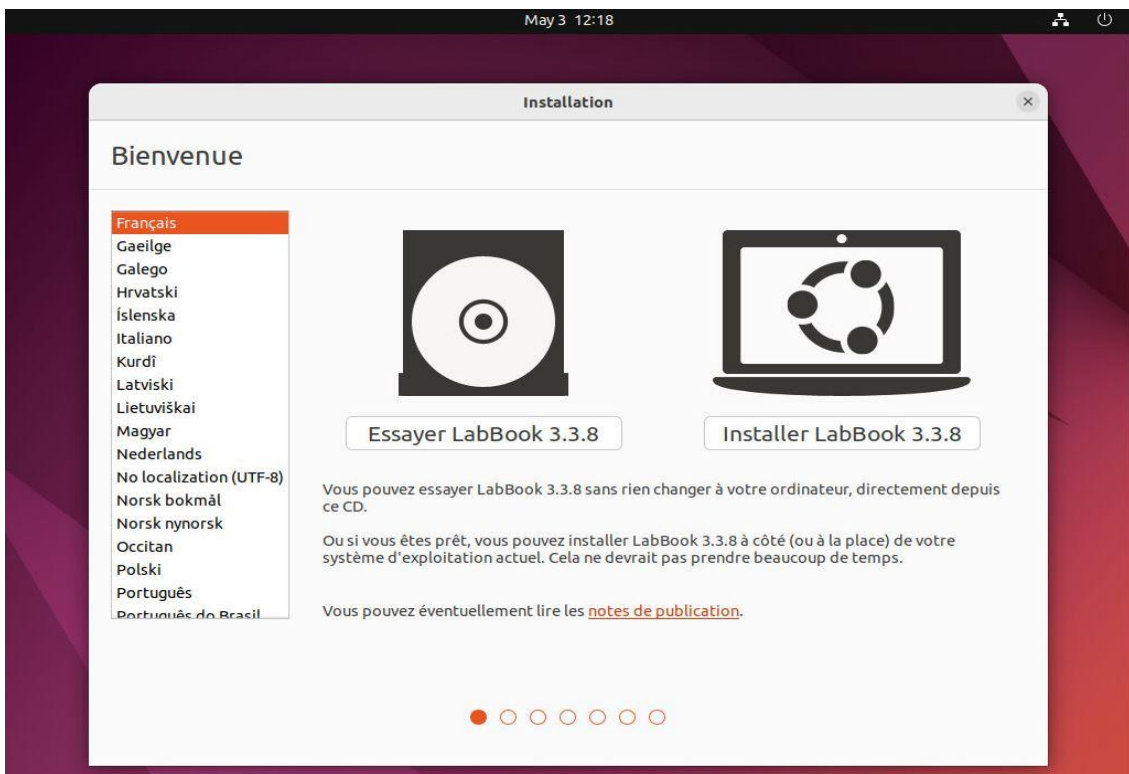 May 3 12:18
Installation
Bienvenue
Français
Gaeilge
Galego
Hrvatski
Íslenska
Italiano
Kurdî
Latviski
Lietuviškai
Magyar
Nederlands
No localization (UTF-8)
Norsk bokmål
Norsk nynorsk
Occitan
Polski
Português
Português do Brasil
Essayer LabBook 3.3.8
Installer LabBook 3.3.8
Vous pouvez essayer LabBook 3.3.8 sans rien changer à votre ordinateur, directement depuis
ce CD.
Ou si vous êtes prêt, vous pouvez installer LabBook 3.3.8 à côté (ou à la place) de votre
système d'exploitation actuel. Cela ne devrait pas prendre beaucoup de temps.
Vous pouvez éventuellement lire les notes de publication.